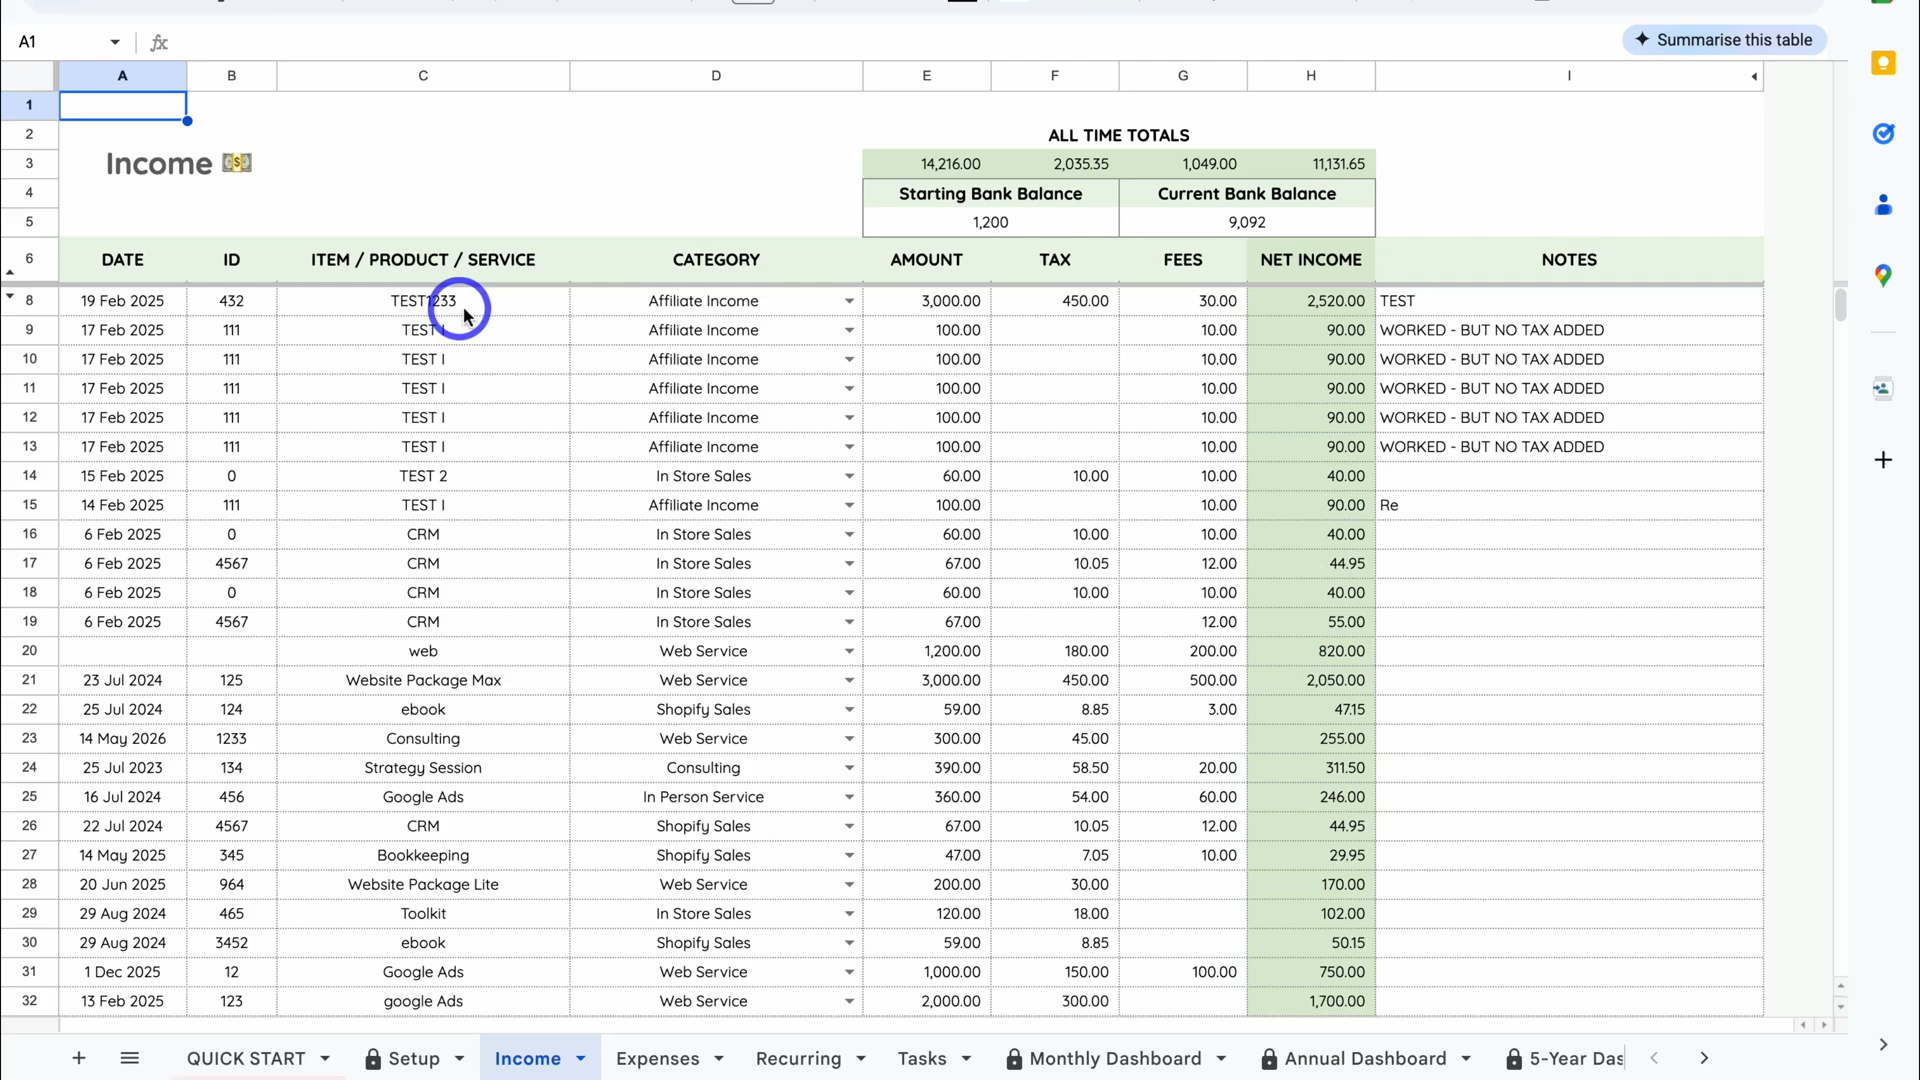 A1
Summarise this table
A B C D E F G H I
1
2 ALL TIME TOTALS
3 Income 14,216.00 2,035.35 1,049.00 11,131.65
4 Starting Bank Balance Current Bank Balance
5 1,200 9,092
6 DATE ID ITEM / PRODUCT / SERVICE CATEGORY AMOUNT TAX FEES NET INCOME NOTES
8 19 Feb 2025 432 TEST1233 Affiliate Income 3,000.00 450.00 30.00 2,520.00 TEST
9 17 Feb 2025 111 TEST I Affiliate Income 100.00 10.00 90.00 WORKED - BUT NO TAX ADDED
10 17 Feb 2025 111 TEST I Affiliate Income 100.00 10.00 90.00 WORKED - BUT NO TAX ADDED
11 17 Feb 2025 111 TEST I Affiliate Income 100.00 10.00 90.00 WORKED - BUT NO TAX ADDED
12 17 Feb 2025 111 TEST I Affiliate Income 100.00 10.00 90.00 WORKED - BUT NO TAX ADDED
13 17 Feb 2025 111 TEST I Affiliate Income 100.00 10.00 90.00 WORKED - BUT NO TAX ADDED
14 15 Feb 2025 0 TEST 2 In Store Sales 60.00 10.00 10.00 40.00
15 14 Feb 2025 111 TEST I Affiliate Income 100.00 10.00 90.00 Re
16 6 Feb 2025 0 CRM In Store Sales 60.00 10.00 10.00 40.00
17 6 Feb 2025 4567 CRM In Store Sales 67.00 10.05 12.00 44.95
18 6 Feb 2025 0 CRM In Store Sales 60.00 10.00 10.00 40.00
19 6 Feb 2025 4567 CRM In Store Sales 67.00 12.00 55.00
20 web Web Service 1,200.00 180.00 200.00 820.00
21 23 Jul 2024 125 Website Package Max Web Service 3,000.00 450.00 500.00 2,050.00
22 25 Jul 2024 124 ebook Shopify Sales 59.00 8.85 3.00 47.15
23 14 May 2026 1233 Consulting Web Service 300.00 45.00 255.00
24 25 Jul 2023 134 Strategy Session Consulting 390.00 58.50 20.00 311.50
25 16 Jul 2024 456 Google Ads In Person Service 360.00 54.00 60.00 246.00
26 22 Jul 2024 4567 CRM Shopify Sales 67.00 10.05 12.00 44.95
27 14 May 2025 345 Bookkeeping Shopify Sales 47.00 7.05 10.00 29.95
28 20 Jun 2025 964 Website Package Lite Web Service 200.00 30.00 170.00
29 29 Aug 2024 465 Toolkit In Store Sales 120.00 18.00 102.00
30 29 Aug 2024 3452 ebook Shopify Sales 59.00 8.85 50.15
31 1 Dec 2025 12 Google Ads Web Service 1,000.00 150.00 100.00 750.00
32 13 Feb 2025 123 google Ads Web Service 2,000.00 300.00 1,700.00
QUICK START Setup Income Expenses Recurring Tasks Monthly Dashboard Annual Dashboard 5-Year Das